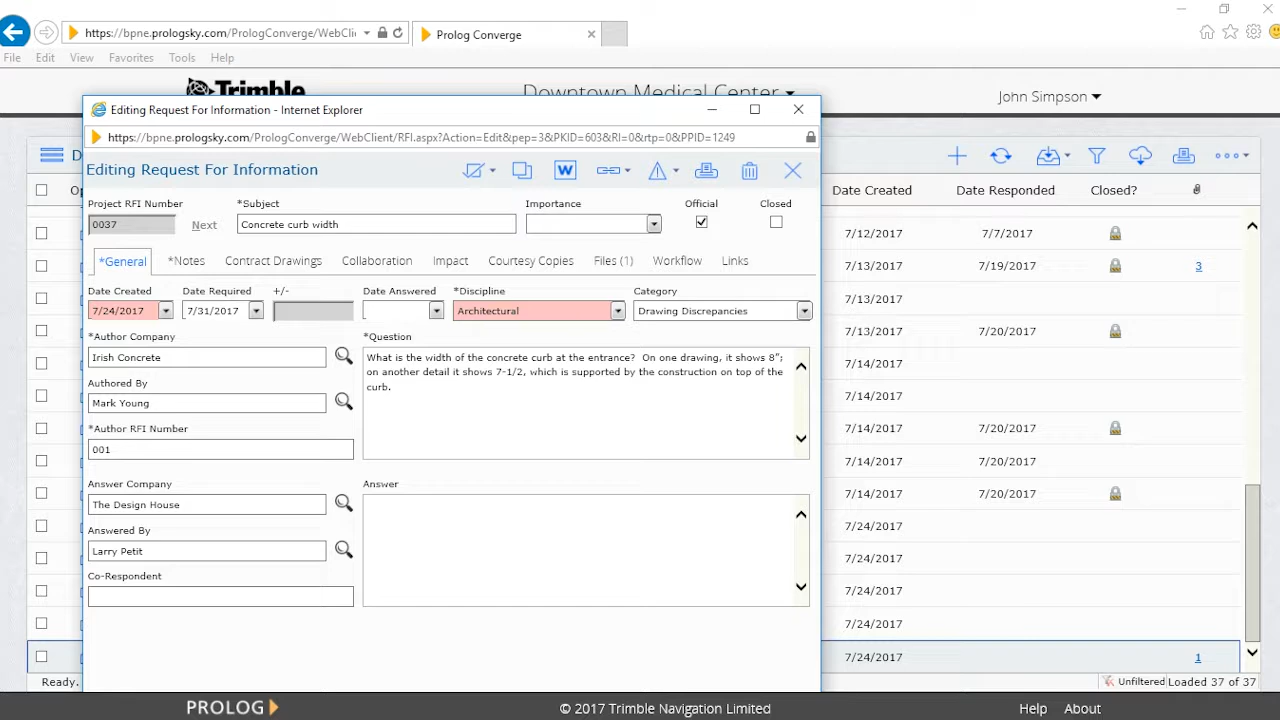 https://bpne.prologsky.com/PrologConverge/WebCli
Prolog Converge
File Edit View Favorites Tools Help
Trimble
Downtown Medical Center
John Simpson
Editing Request For Information - Internet Explorer
https://bpne.prologsky.com/PrologConverge/WebClient/RFI.aspx?Action=Edit&pep=3&PKID=603&RI=0&rtp=0&PPID=1249
Editing Request For Information
Project RFI Number *Subject Importance Official Closed
0037 Next Concrete curb width
*General *Notes Contract Drawings Collaboration Impact Courtesy Copies Files (1) Workflow Links
Date Created Date Required +/- Date Answered *Discipline Category
7/24/2017 7/31/2017 Architectural Drawing Discrepancies
*Author Company
Irish Concrete
Authored By
Mark Young
*Author RFI Number
001
*Question
What is the width of the concrete curb at the entrance? On one drawing, it shows 8";
on another detail it shows 7-1/2, which is supported by the construction on top of the
curb.
Answer Company
The Design House
Answered By
Larry Petit
Co-Respondent
Answer
Date Created Date Responded Closed?
7/12/2017 7/7/2017
7/13/2017 7/19/2017 3
7/13/2017
7/13/2017 7/20/2017
7/14/2017
7/14/2017
7/14/2017 7/20/2017
7/14/2017 7/20/2017
7/14/2017 7/20/2017
7/24/2017
7/24/2017
7/24/2017
7/24/2017
7/24/2017 1
Ready.
Unfiltered Loaded 37 of 37
PROLOG
© 2017 Trimble Navigation Limited
Help About